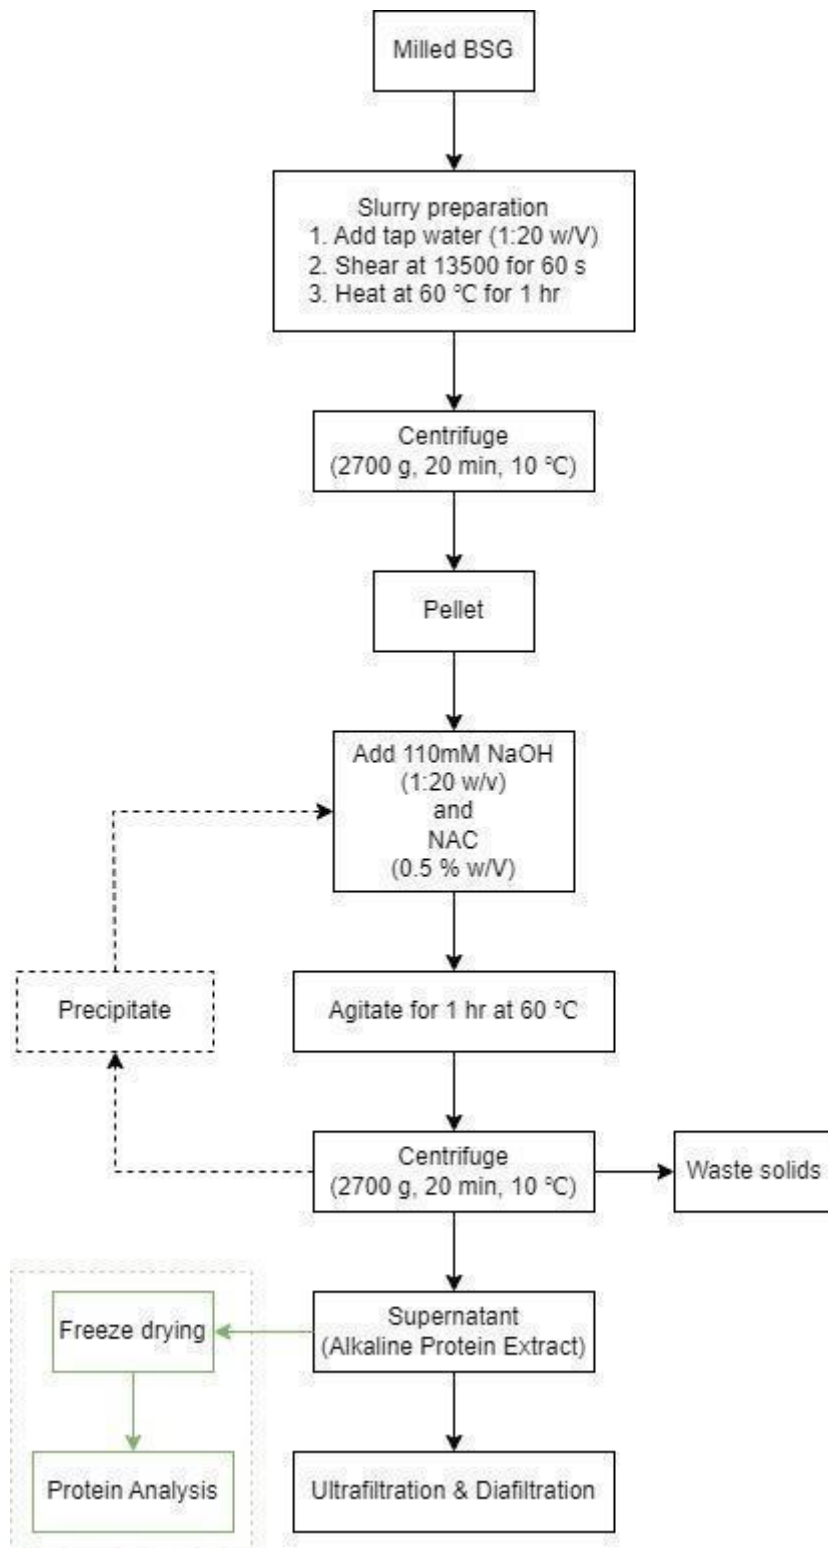 Milled BSG
Slurry preparation
1. Add tap water (1:20 w/V)
2. Shear at 13500 for 60 s
3. Heat at 60 ℃ for 1 hr
Centrifuge
(2700 g, 20 min, 10 ℃)
Pellet
Add 110mM NaOH
(1:20 w/v)
and
NAC
(0.5 % w/V)
Precipitate
Agitate for 1 hr at 60 ℃
Centrifuge
(2700 g, 20 min, 10 ℃)
Waste solids
Freeze drying
Supernatant
(Alkaline Protein Extract)
Protein Analysis
Ultrafiltration & Diafiltration